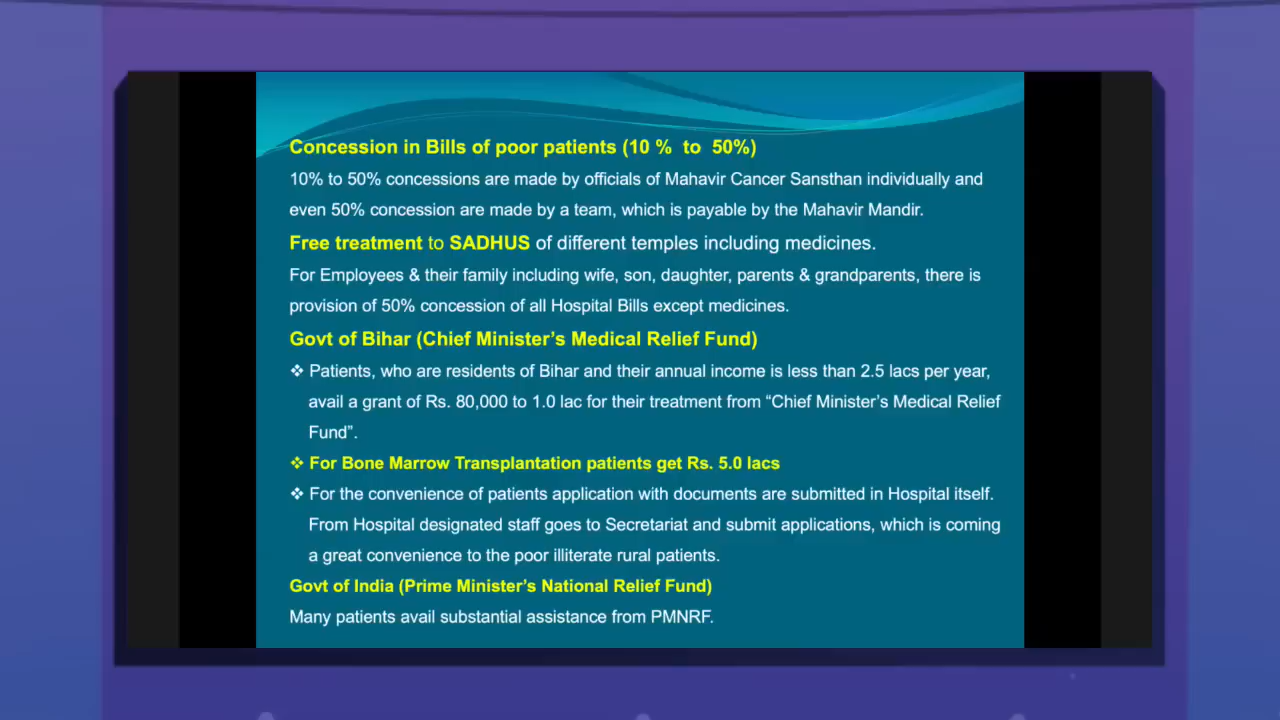 Concession in Bills of poor patients (10 % to 50%)
10% to 50% concessions are made by officials of Mahavir Cancer Sansthan individually and
even 50% concession are made by a team, which is payable by the Mahavir Mandir.
Free treatment to SADHUS of different temples including medicines.
For Employees & their family including wife, son, daughter, parents & grandparents, there is
provision of 50% concession of all Hospital Bills except medicines.
Govt of Bihar (Chief Minister’s Medical Relief Fund)
❖ Patients, who are residents of Bihar and their annual income is less than 2.5 lacs per year,
avail a grant of Rs. 80,000 to 1.0 lac for their treatment from “Chief Minister’s Medical Relief
Fund”.
❖ For Bone Marrow Transplantation patients get Rs. 5.0 lacs
❖ For the convenience of patients application with documents are submitted in Hospital itself.
From Hospital designated staff goes to Secretariat and submit applications, which is coming
a great convenience to the poor illiterate rural patients.
Govt of India (Prime Minister’s National Relief Fund)
Many patients avail substantial assistance from PMNRF.